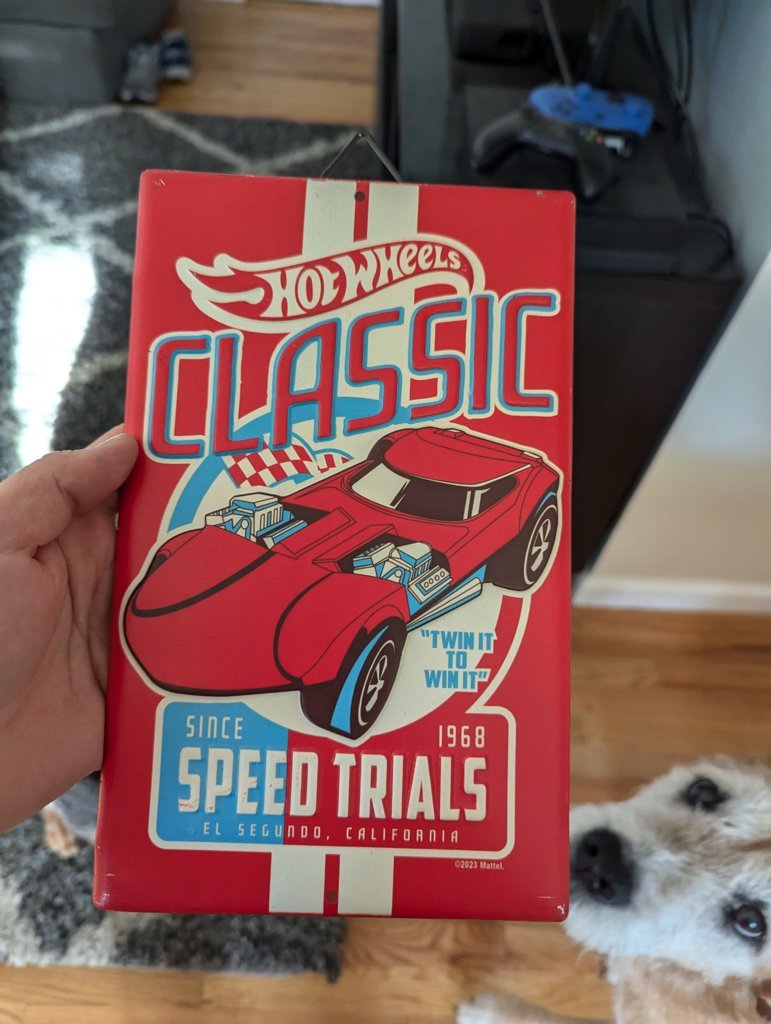 HOT WHEELS
CLASSIC
"TWIN IT
TO
WIN IT"
SINCE 1968
SPEED TRIALS
EL SEGUNDO, CALIFORNIA
©2023 Mattel.